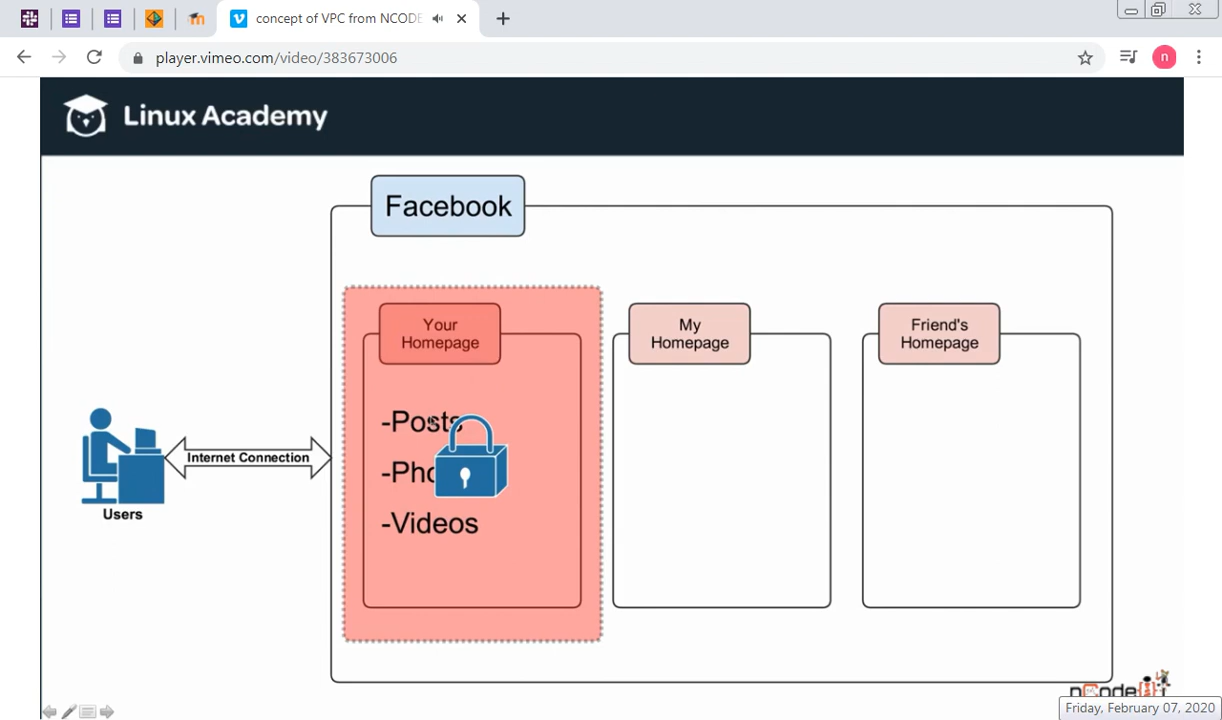 concept of VPC from NCODE
player.vimeo.com/video/383673006
n
Linux Academy
Facebook
Your
Homepage
My
Homepage
Friend's
Homepage
-Posts
-Pho
-Videos
Internet Connection
Users
Friday, February 07, 2020